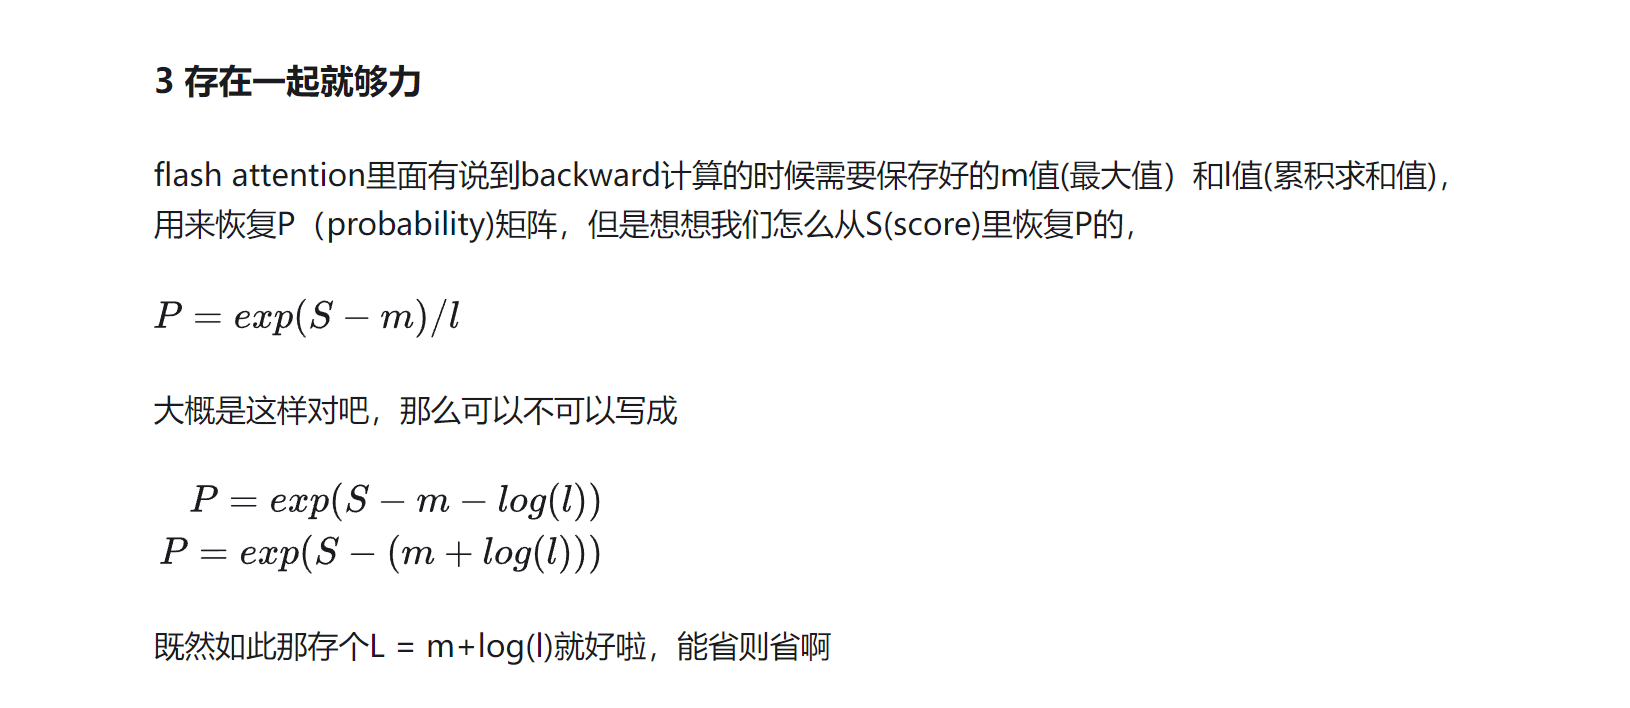 3 存在一起就够力
flash attention里面有说到backward计算的时候需要保存好的m值(最大值）和l值(累积求和值)，
用来恢复P（probability)矩阵，但是想想我们怎么从S(score)里恢复P的，
P = exp(S − m)/l
大概是这样对吧，那么可以不可以写成
P = exp(S − m − log(l))
P = exp(S − (m + log(l)))
既然如此那存个L = m+log(l)就好啦，能省则省啊